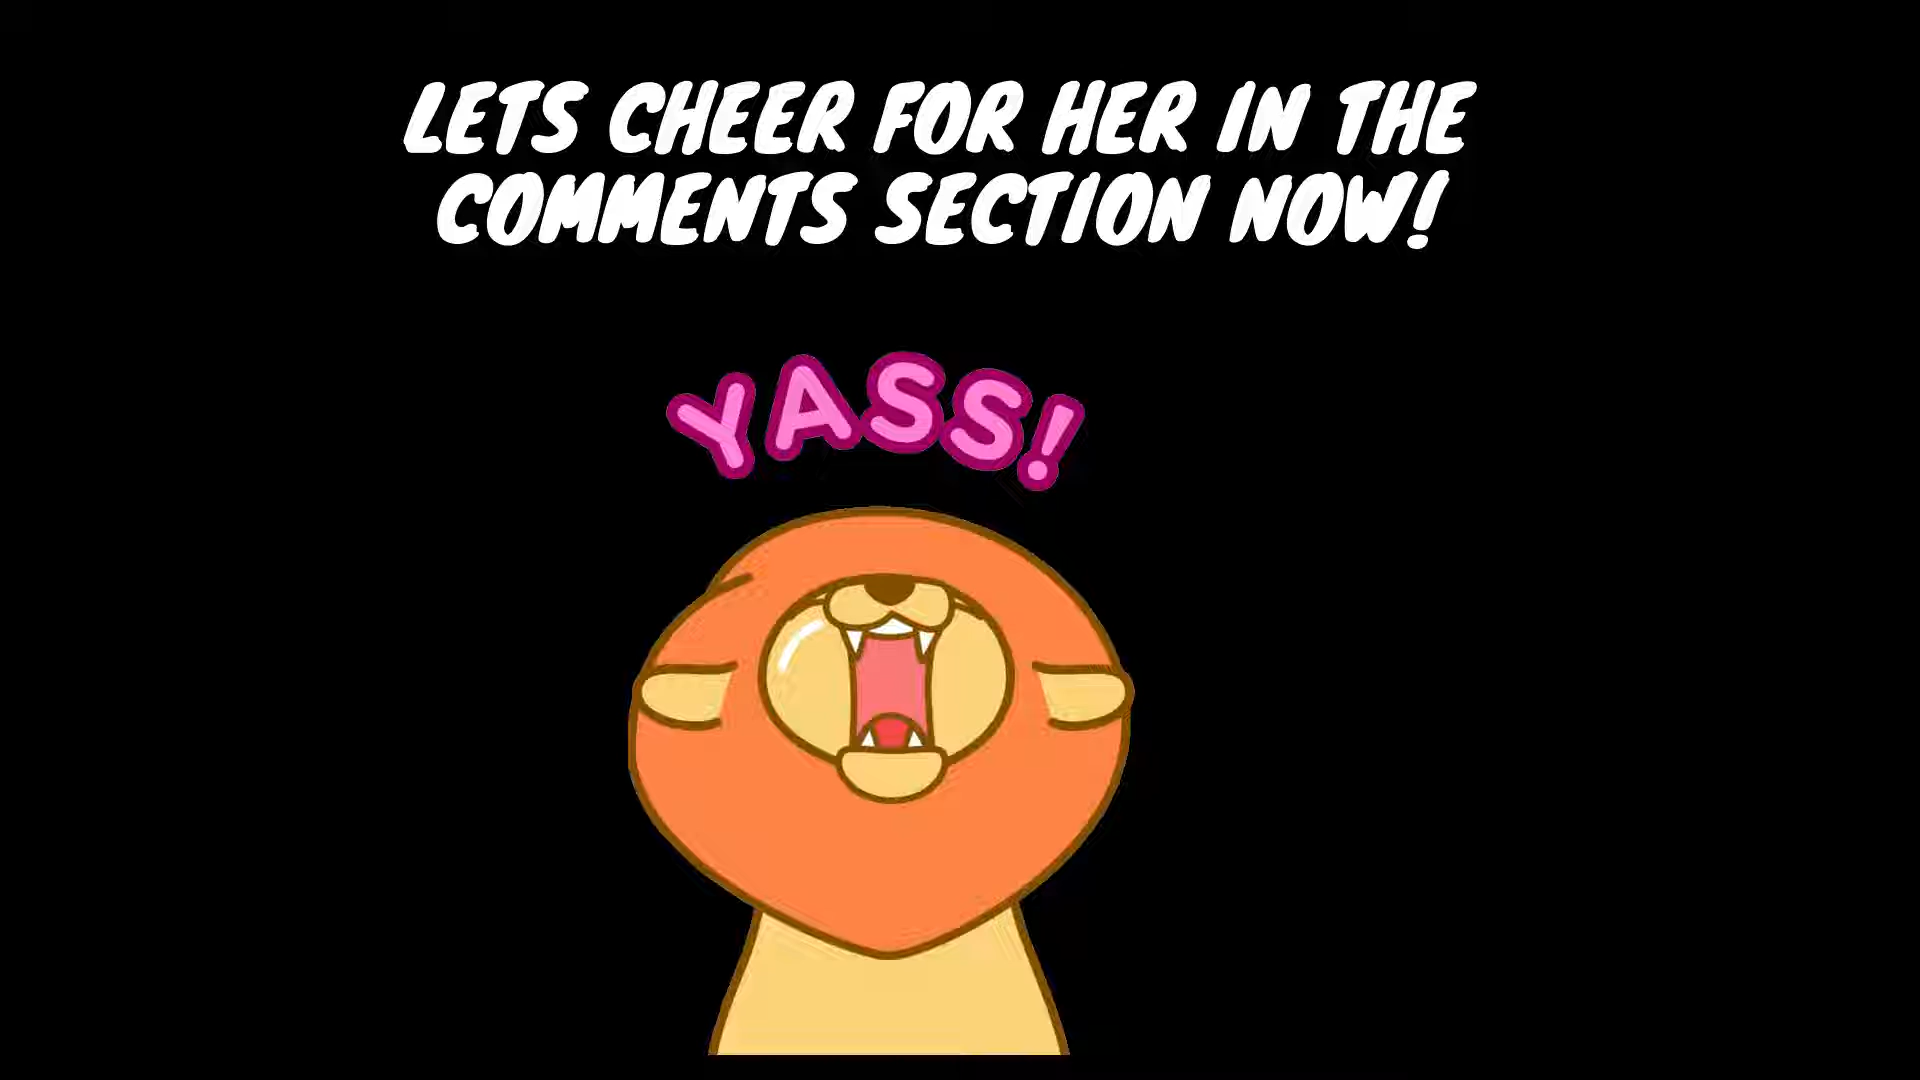 LETS CHEER FOR HER IN THE
COMMENTS SECTION NOW!
YASS!